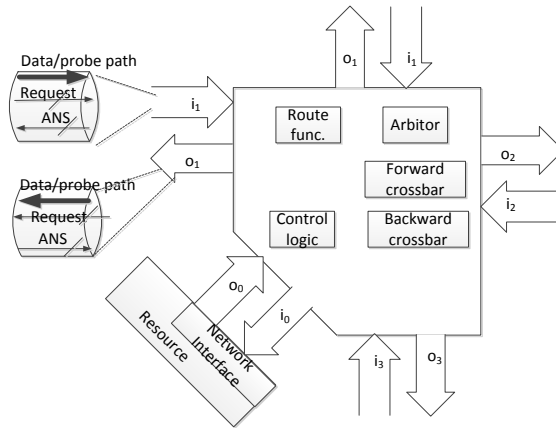 Data/probe path
Request
ANS
i1
o1
o1
i1
Route
func.
Arbitor
Forward
crossbar
Control
logic
Backward
crossbar
o2
i2
Data/probe path
Request
ANS
o0
i0
Network
Interface
Resource
i3
o3